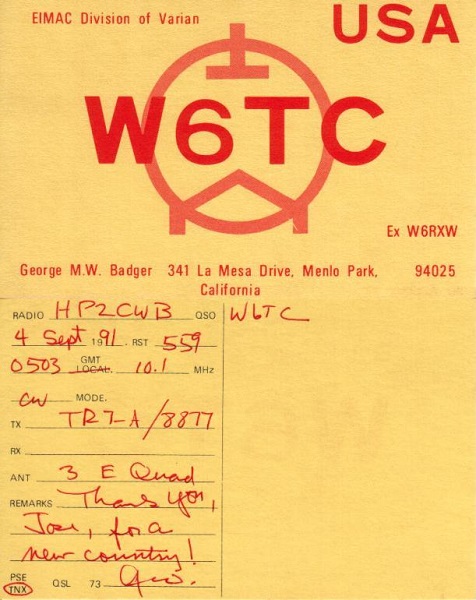 EIMAC Division of Varian
USA
W6TC
Ex W6RXW
George M.W. Badger 341 La Mesa Drive, Menlo Park, 94025
California
RADIO HP2CWB QSO W6TC
4 Sept 1991 RST 559
0503 GMT LOCAL 10.1 MHz
CW MODE.
TX TR7-A/8877
RX
ANT 3 E Quad
REMARKS Thank you,
Jose, for a
new country!
PSE
TNX QSL 73